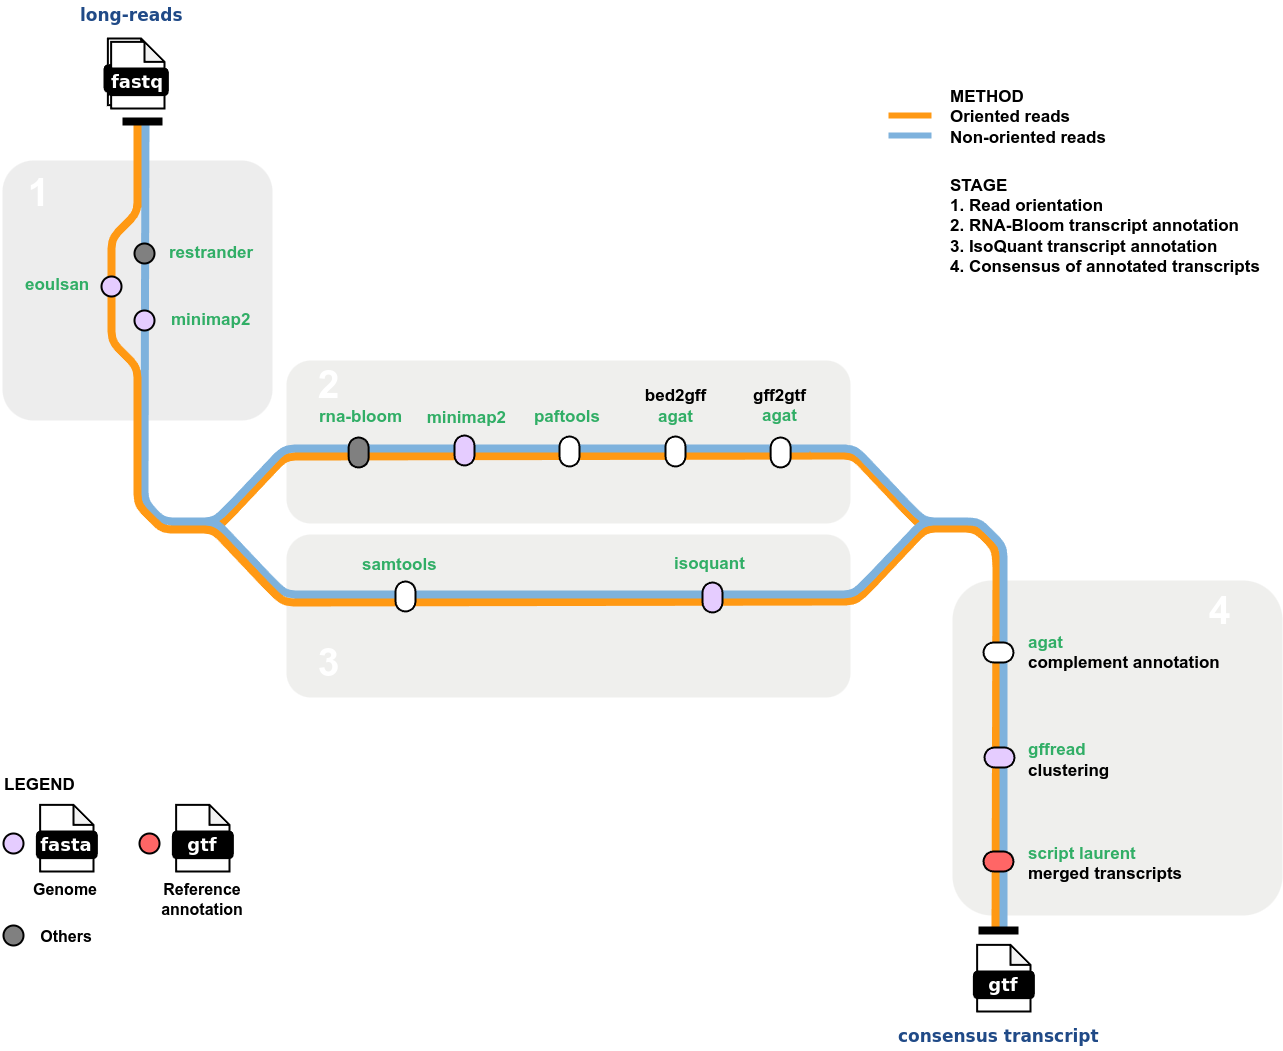 long-reads
fastq
METHOD
Oriented reads
Non-oriented reads
STAGE
1. Read orientation
2. RNA-Bloom transcript annotation
3. IsoQuant transcript annotation
4. Consensus of annotated transcripts
1
restrander
eoulsan
minimap2
2
bed2gff
gff2gtf
rna-bloom
minimap2
paftools
agat
agat
samtools
isoquant
3
4
agat
complement annotation
gffread
clustering
script laurent
merged transcripts
LEGEND
fasta
gtf
Genome
Reference
annotation
Others
gtf
consensus transcript